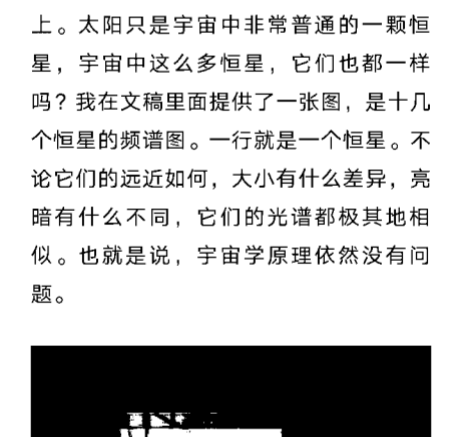 上。太阳只是宇宙中非常普通的一颗恒
星，宇宙中这么多恒星，它们也都一样
吗？我在文稿里面提供了一张图，是十几
个恒星的频谱图。一行就是一个恒星。不
论它们的远近如何，大小有什么差异，亮
暗有什么不同，它们的光谱都极其地相
似。也就是说，宇宙学原理依然没有问
题。